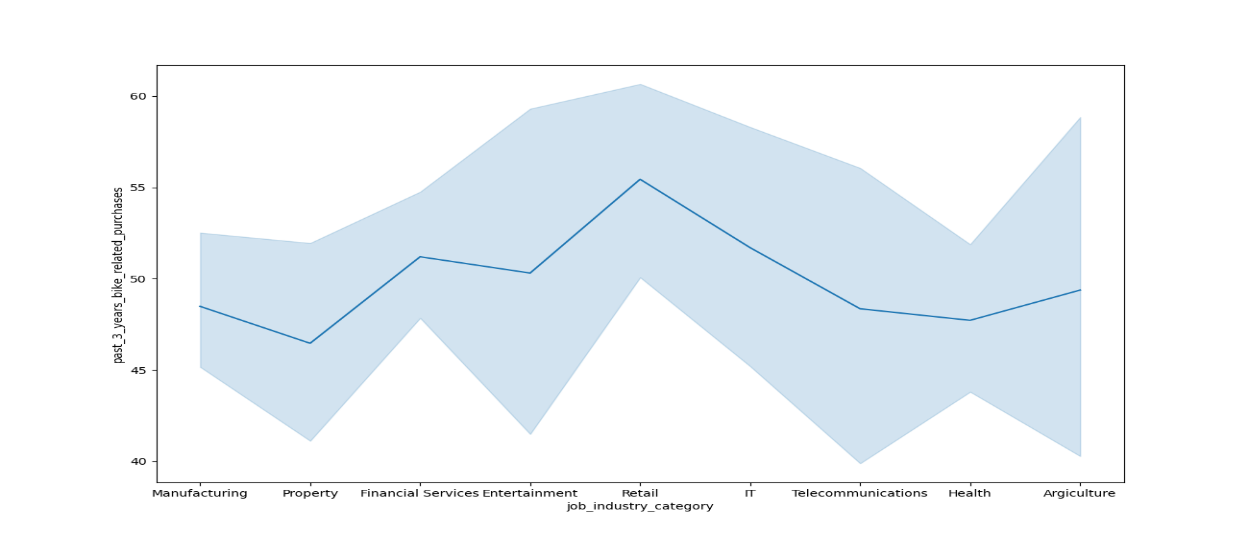 60
55
50
45
40
past_3_years_bike_related_purchases
Manufacturing Property Financial Services Entertainment Retail IT Telecommunications Health Argiculture
job_industry_category